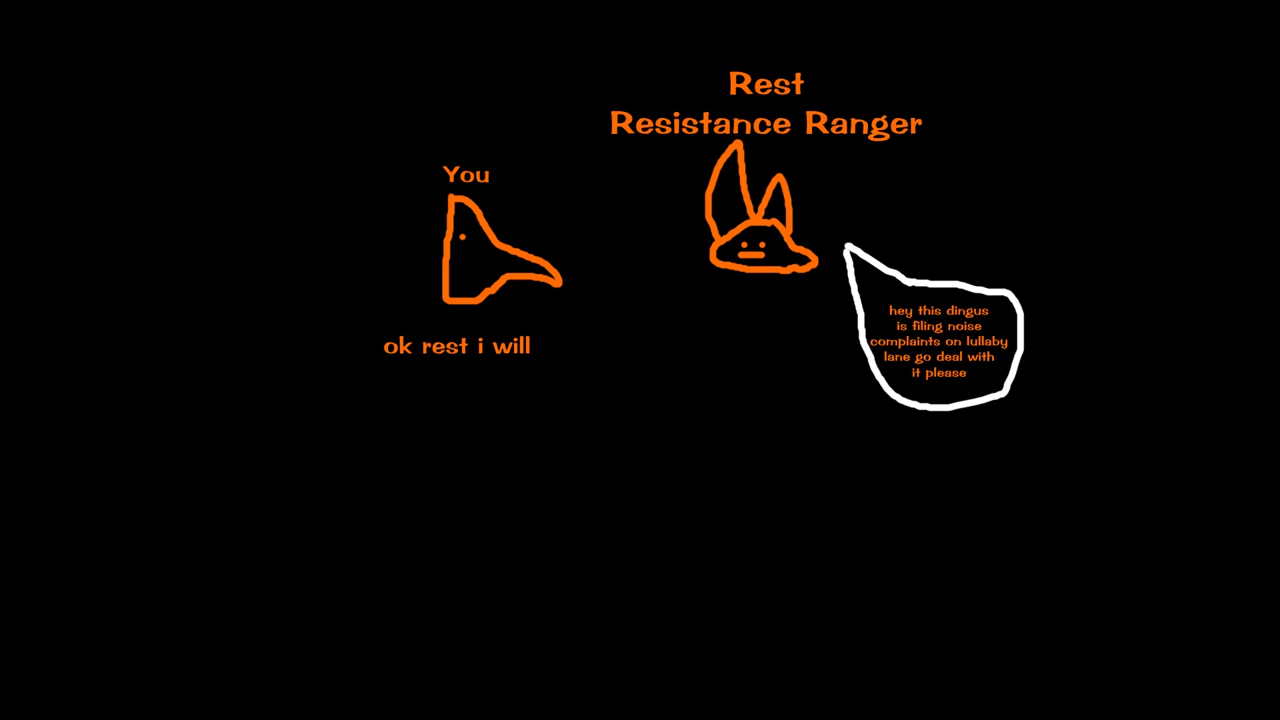 Rest
Resistance Ranger
You
hey this dingus
is filing noise
complaints on lullaby
lane go deal with
it please
ok rest i will